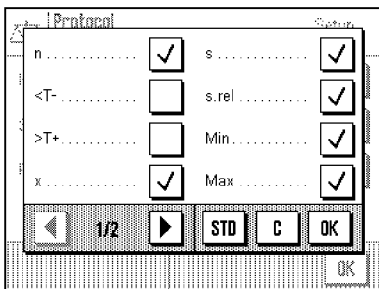 Protocol Setup
n ............ ✓ s ............ ✓
<T- ............ s.rel ............ ✓
>T+ ............ Min ............ ✓
x ............ ✓ Max ............ ✓
1/2 STD C OK
OK